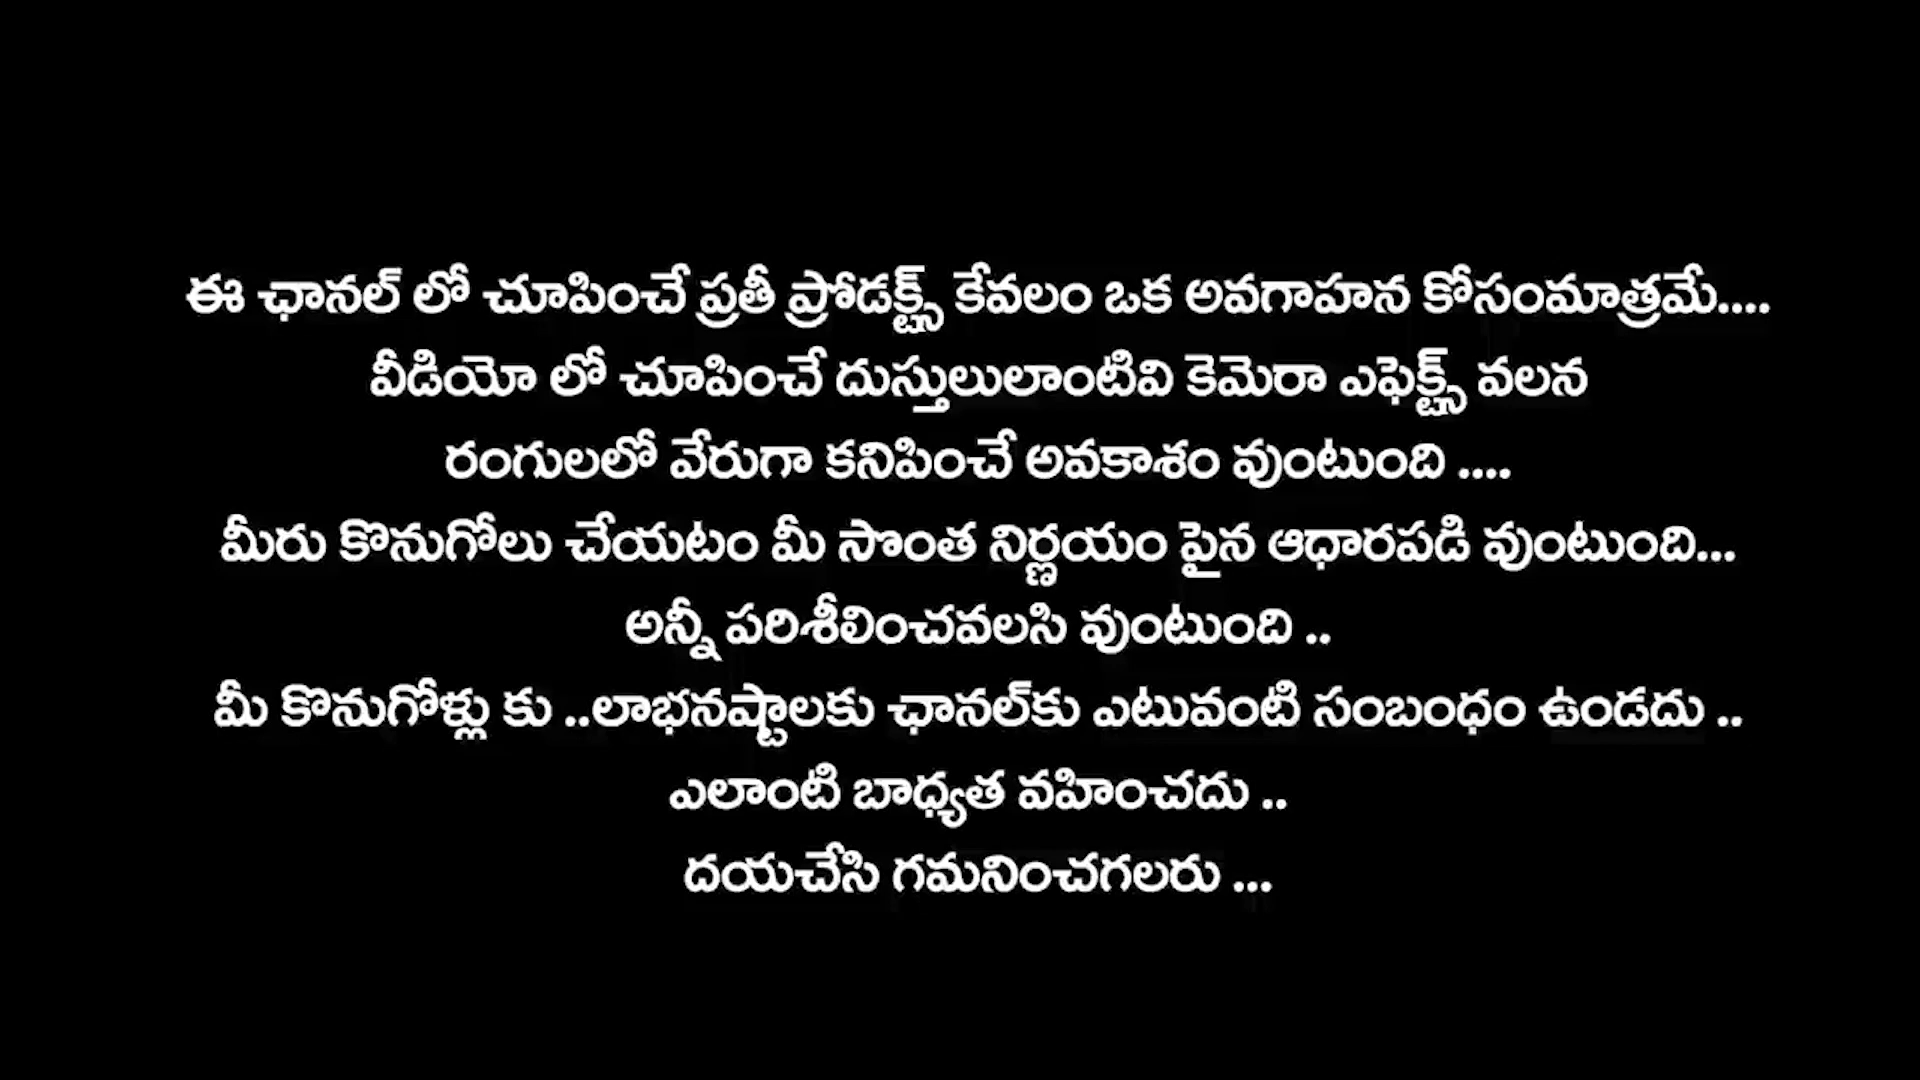 ఈ ఛానల్ లో చూపించే ప్రతీ ప్రోడక్ట్స్ కేవలం ఒక అవగాహన కోసంమాత్రమే....
వీడియో లో చూపించే దుస్తులులాంటివి కెమెరా ఎఫెక్ట్స్ వలన
రంగులలో వేరుగా కనిపించే అవకాశం వుంటుంది ....
మీరు కొనుగోలు చేయటం మీ సొంత నిర్ణయం పైన ఆధారపడి వుంటుంది...
అన్నీ పరిశీలించవలసి వుంటుంది ..
మీ కొనుగోళ్లు కు ..లాభనష్టాలకు ఛానల్‌కు ఎటువంటి సంబంధం ఉండదు ..
ఎలాంటి బాధ్యత వహించదు ..
దయచేసి గమనించగలరు ...